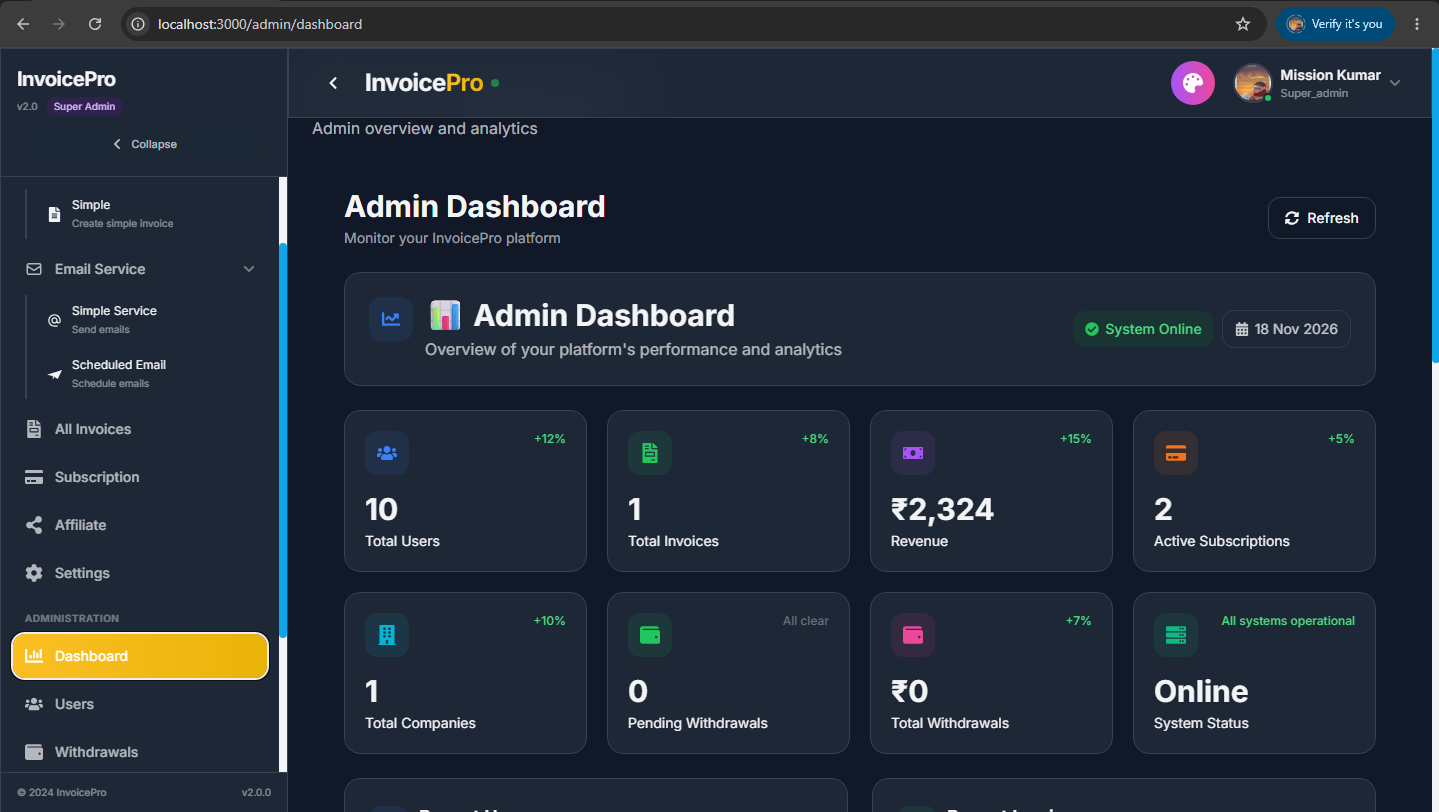 localhost:3000/admin/dashboard
Verify it's you
InvoicePro
v2.0 Super Admin
Collapse
Simple
Create simple invoice
Email Service
Simple Service
Send emails
Scheduled Email
Schedule emails
All Invoices
Subscription
Affiliate
Settings
ADMINISTRATION
Dashboard
Users
Withdrawals
© 2024 InvoicePro v2.0.0
InvoicePro
Mission Kumar
Super_admin
Admin overview and analytics
Admin Dashboard
Monitor your InvoicePro platform
Refresh
Admin Dashboard
Overview of your platform's performance and analytics
System Online
18 Nov 2026
+12%
10
Total Users
+8%
1
Total Invoices
+15%
₹2,324
Revenue
+5%
2
Active Subscriptions
+10%
1
Total Companies
All clear
0
Pending Withdrawals
+7%
₹0
Total Withdrawals
All systems operational
Online
System Status